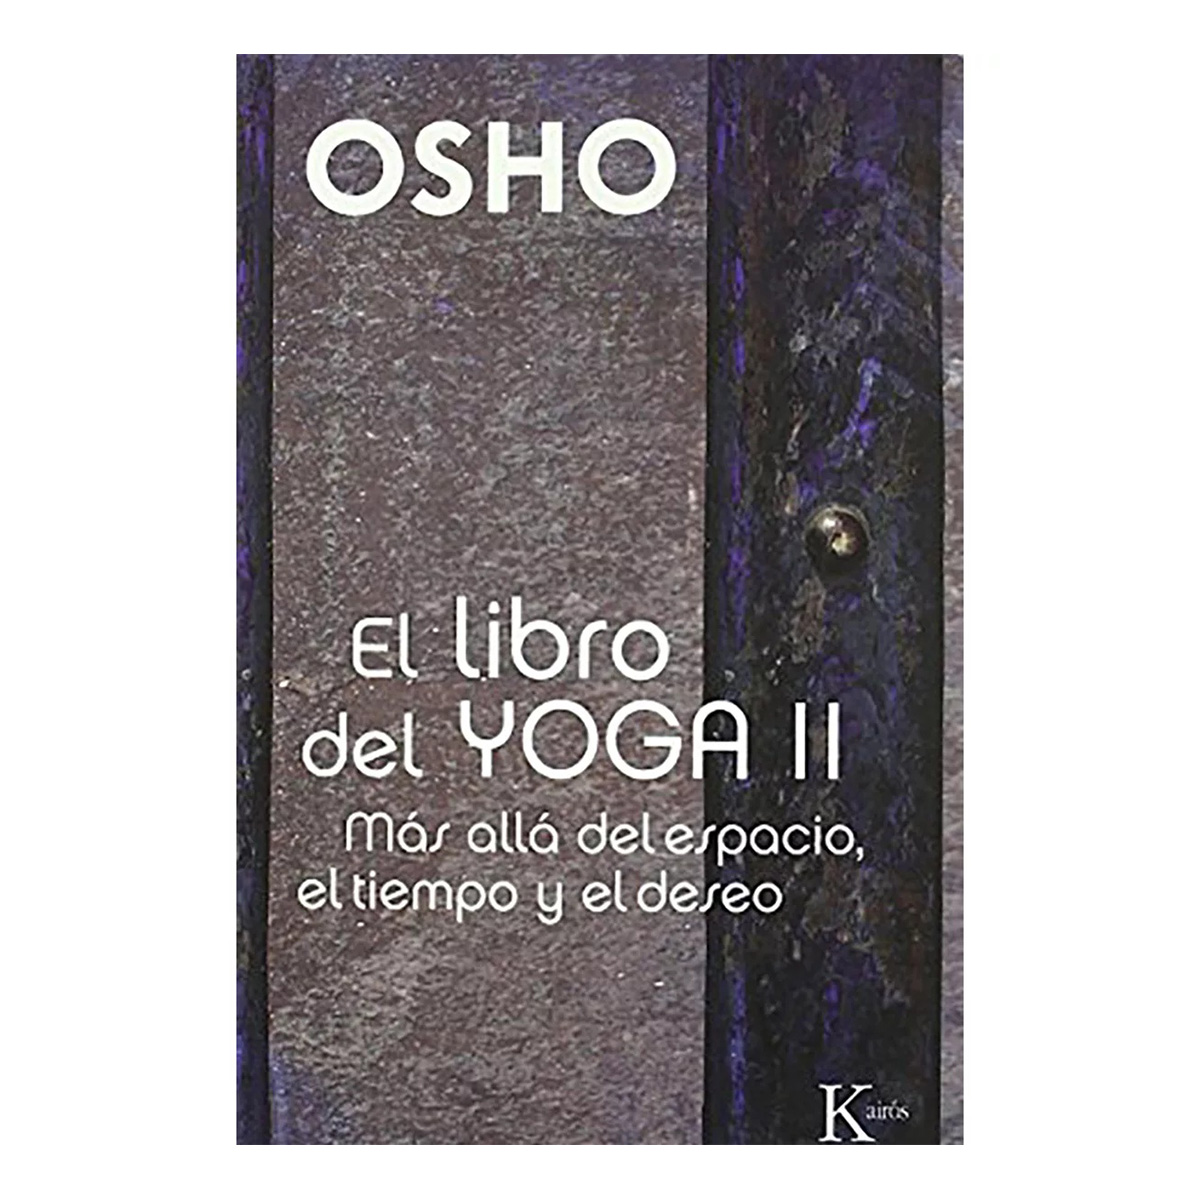 OSHO
El libro
del YOGA II
Más allá del espacio,
el tiempo y el deseo
Kairós